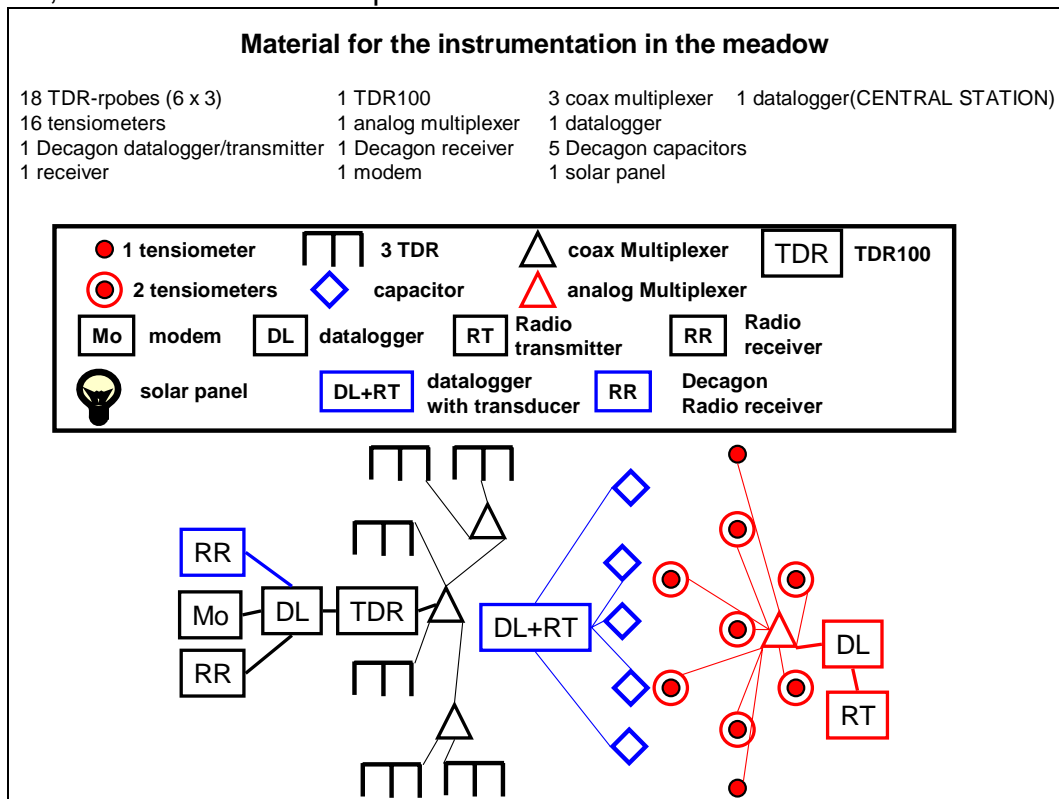 Material for the instrumentation in the meadow
18 TDR-rpobes (6 x 3)
16 tensiometers
1 Decagon datalogger/transmitter
1 receiver
1 TDR100
1 analog multiplexer
1 Decagon receiver
1 modem
3 coax multiplexer
1 datalogger
5 Decagon capacitors
1 solar panel
1 datalogger(CENTRAL STATION)
1 tensiometer
3 TDR
coax Multiplexer
TDR
TDR100
2 tensiometers
capacitor
analog Multiplexer
Mo
modem
DL
datalogger
RT
Radio
transmitter
RR
Radio
receiver
solar panel
DL+RT
datalogger
with transducer
RR
Decagon
Radio receiver
RR
Mo
DL
TDR
RR
DL+RT
DL
RT